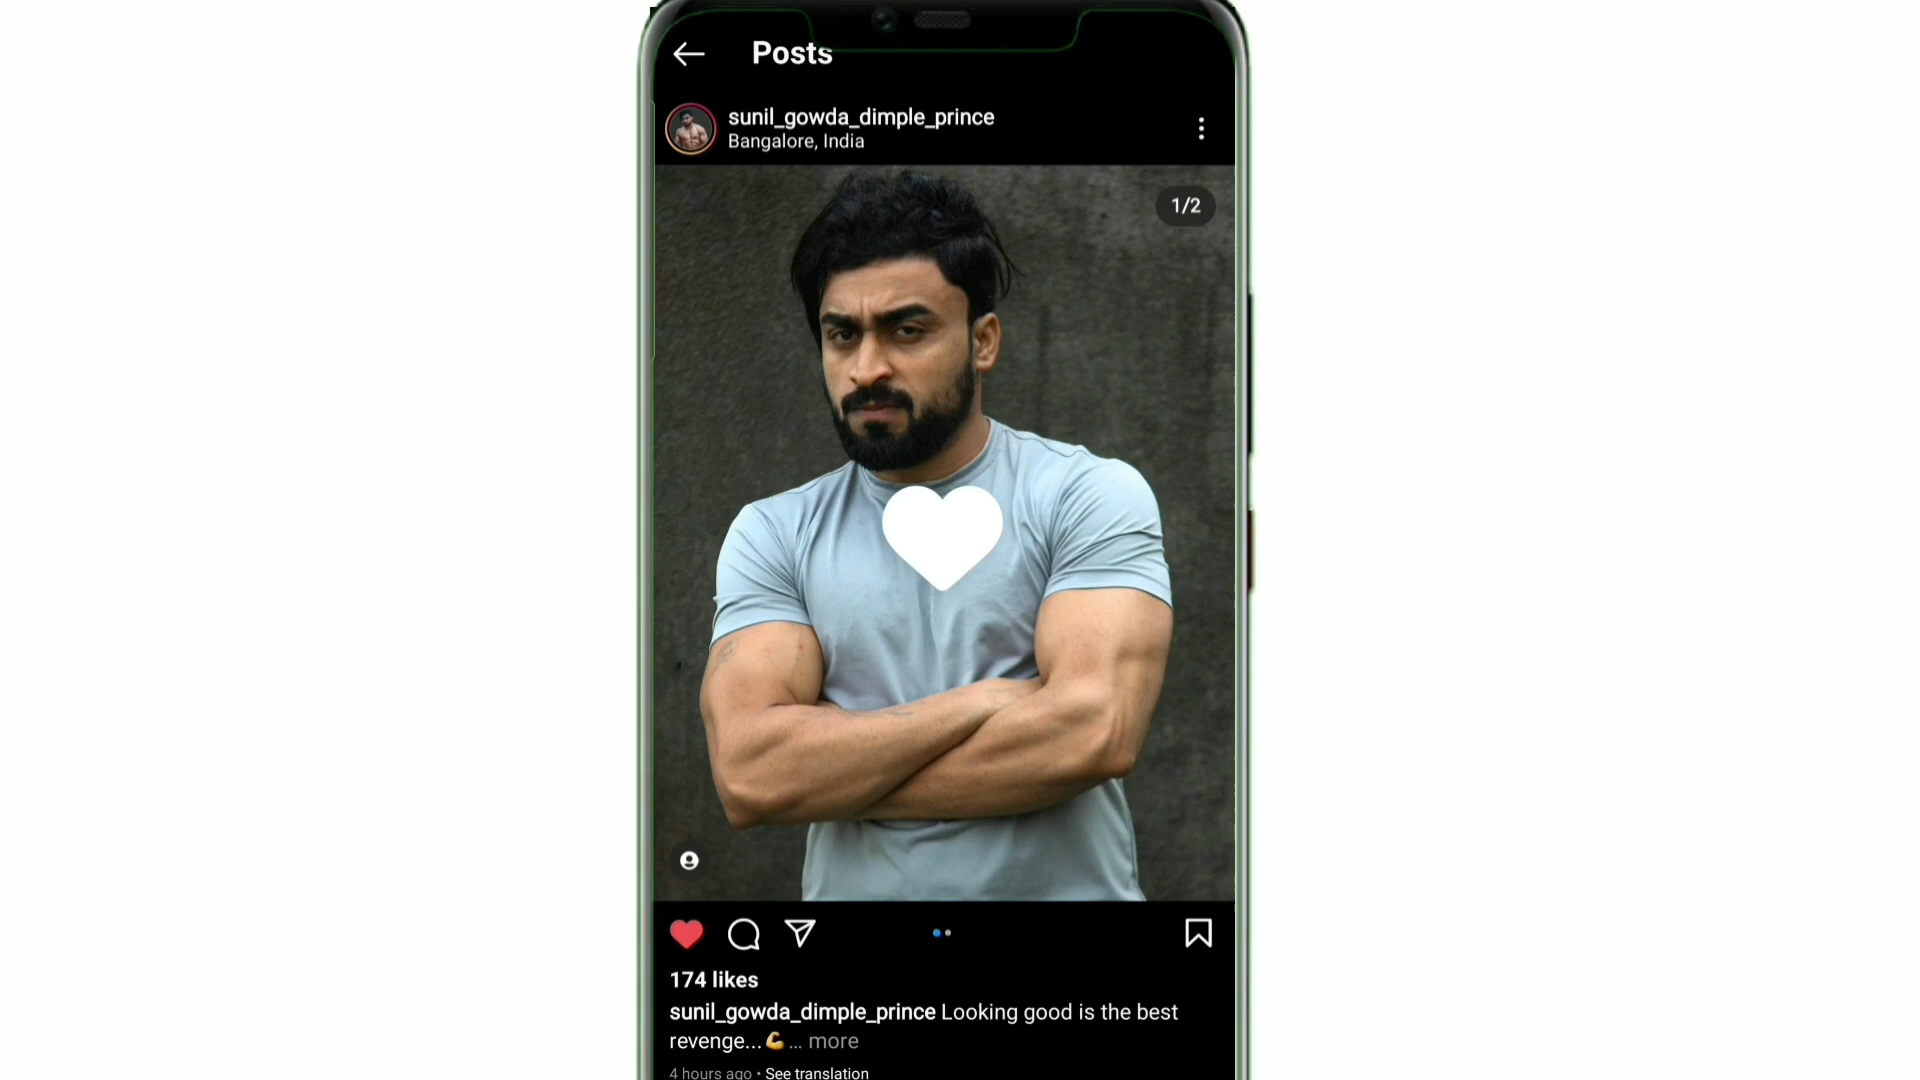 Posts
sunil_gowda_dimple_prince
Bangalore, India
1/2
174 likes
sunil_gowda_dimple_prince Looking good is the best
revenge...💪 ... more
4 hours ago • See translation